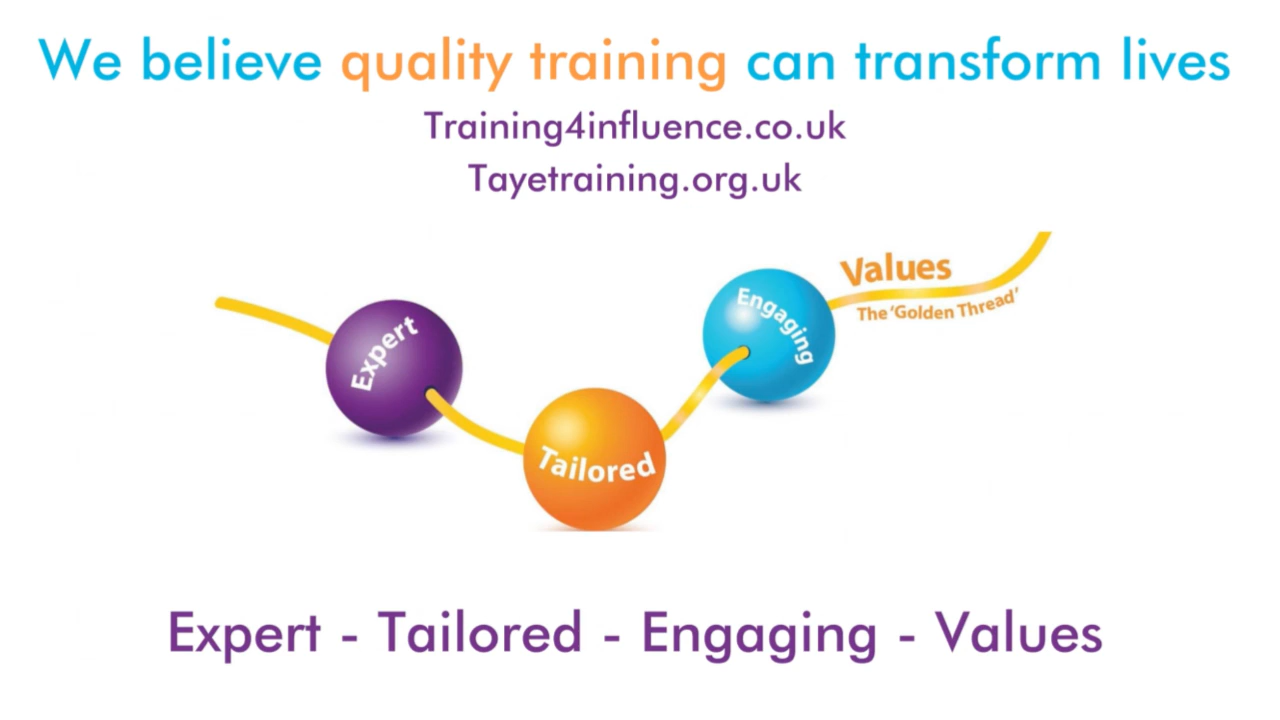 We believe quality training can transform lives
Training4influence.co.uk
Tayetraining.org.uk
Expert
Tailored
Engaging
Values
The 'Golden Thread'
Expert - Tailored - Engaging - Values